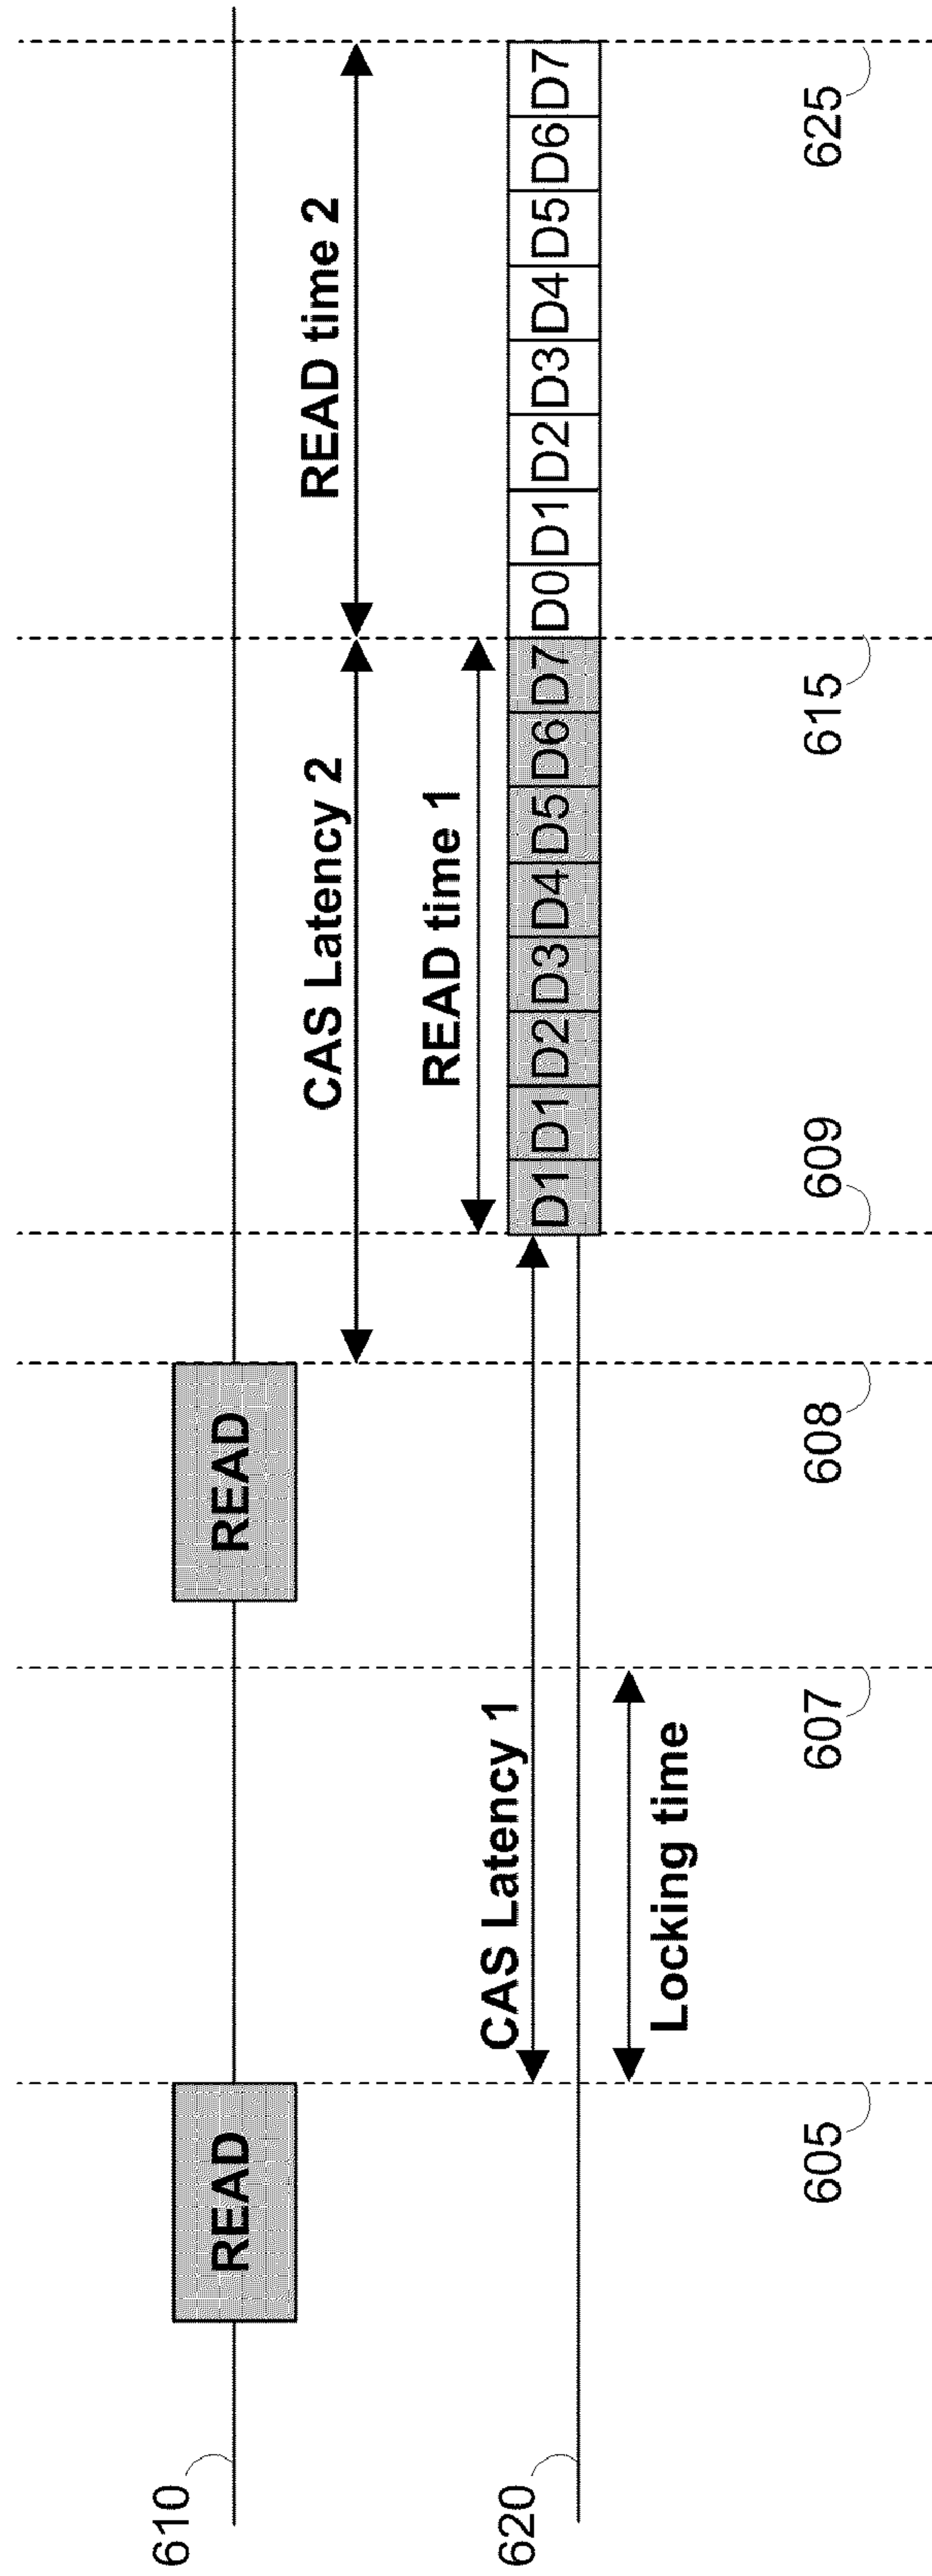 610
READ
READ
READ time 2
CAS Latency 2
READ time 1
CAS Latency 1
620
D1 D1 D2 D3 D4 D5 D6 D7 D0 D1 D2 D3 D4 D5 D6 D7
Locking time
605
607
608
609
615
625